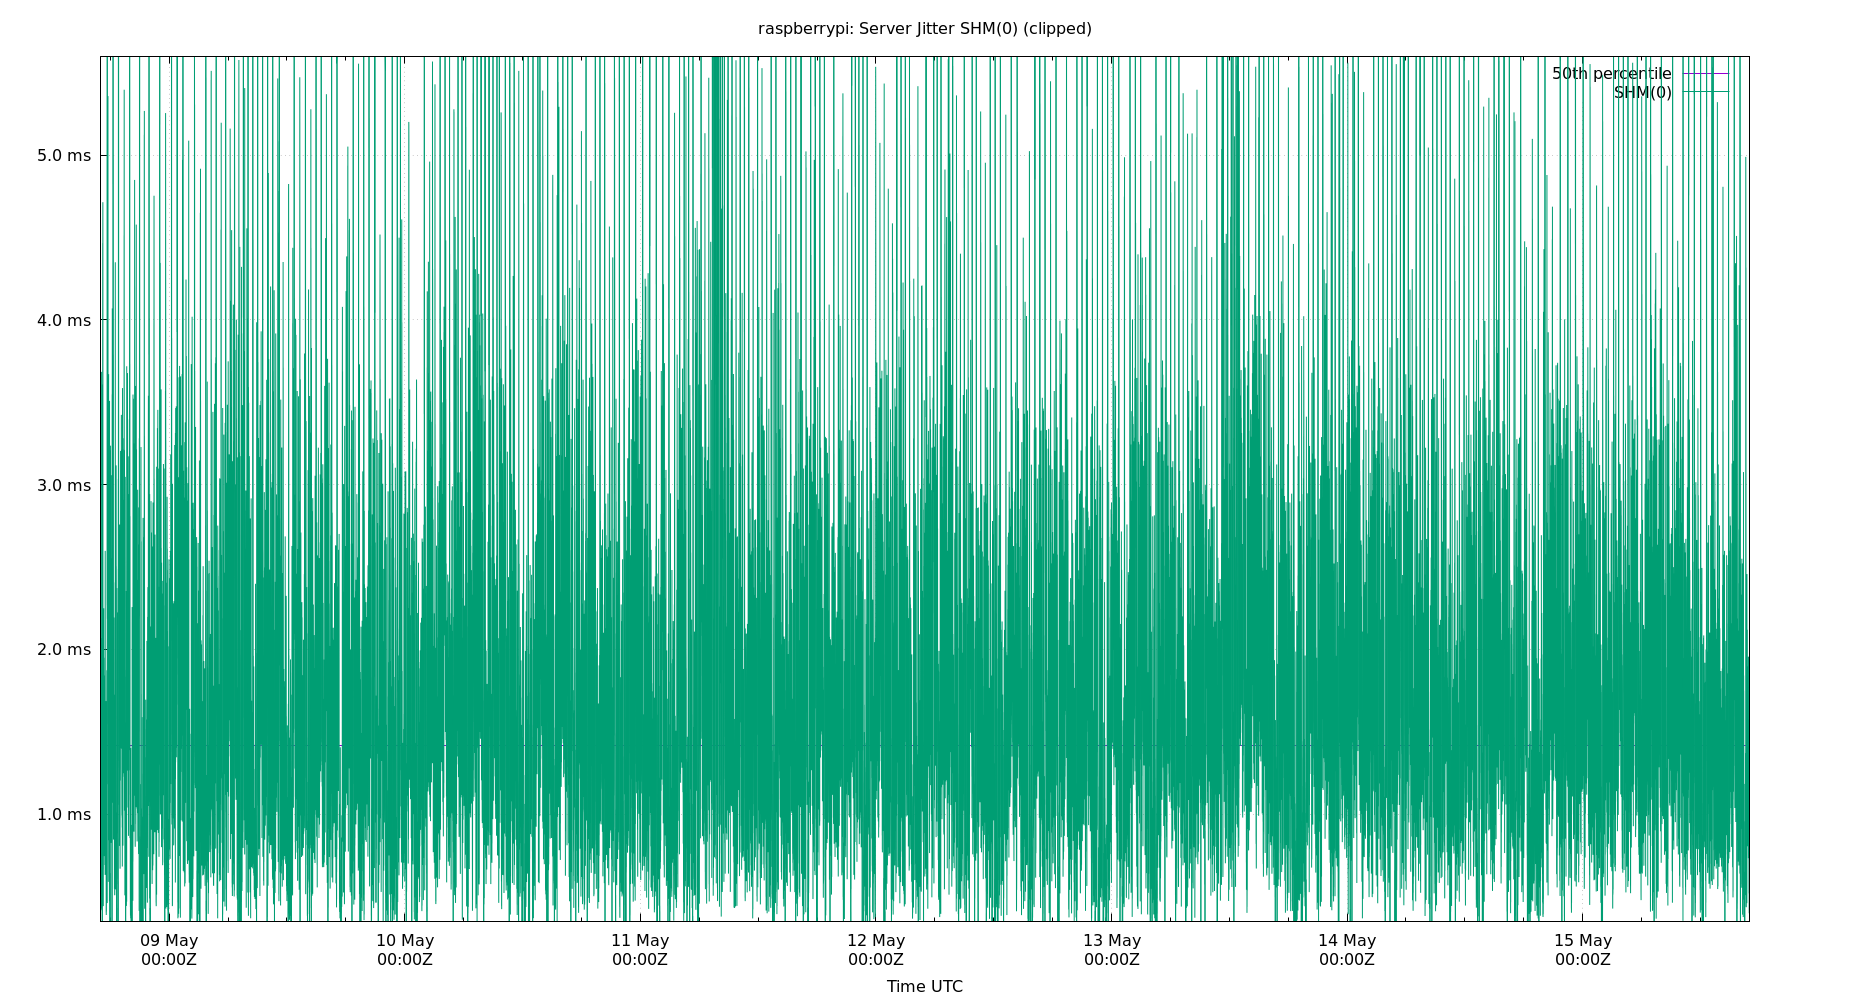 raspberrypi: Server Jitter SHM(0) (clipped)
50th percentile
SHM(0)
5.0 ms
4.0 ms
3.0 ms
2.0 ms
1.0 ms
09 May 10 May 11 May 12 May 13 May 14 May 15 May
00:00Z 00:00Z 00:00Z 00:00Z 00:00Z 00:00Z 00:00Z
Time UTC